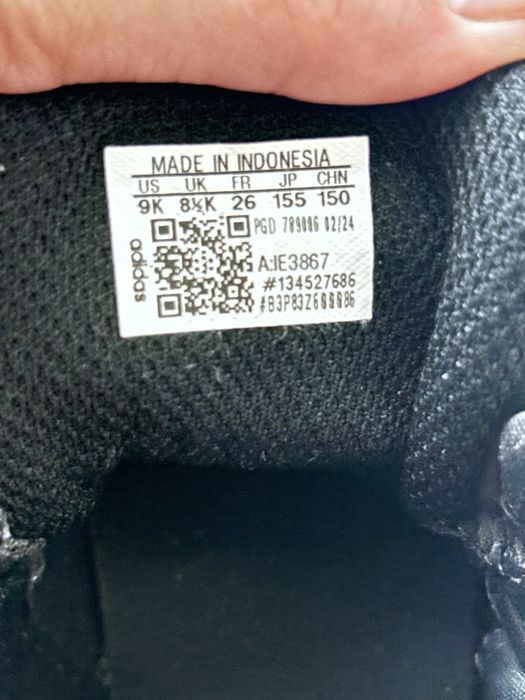 MADE IN INDONESIA
US UK FR JP CHN
9K 8½K 26 155 150
PGD 789006 02/24
adidas
A:IE3867
#134527686